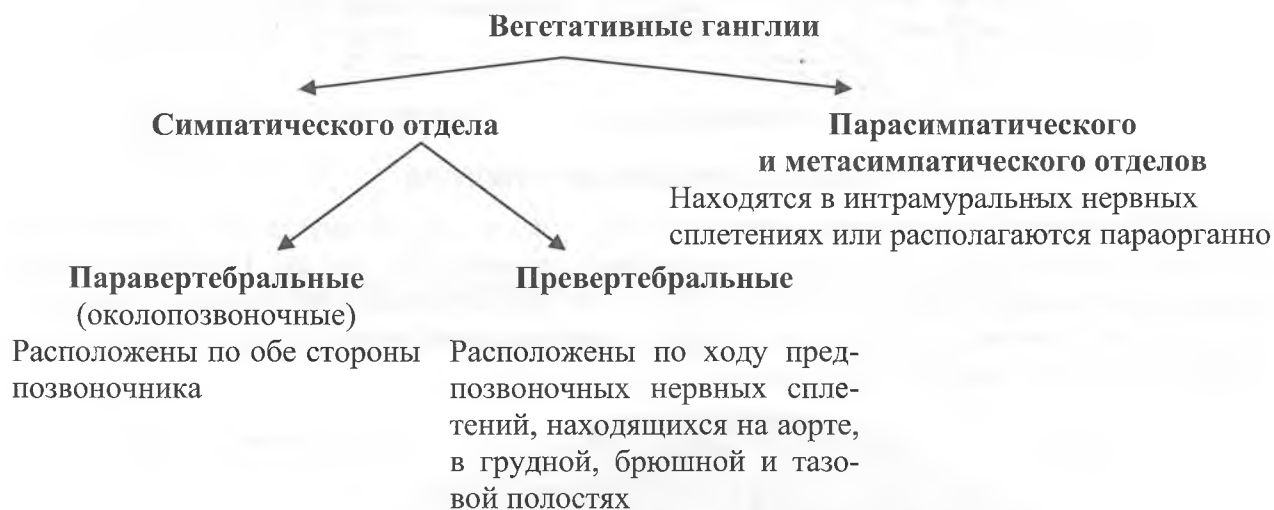 Вегетативные ганглии
Симпатического отдела
Парасимпатического
и метасимпатического отделов
Находятся в интрамуральных нервных
сплетениях или располагаются параорганно
Паравертебральные
(околопозвоночные)
Расположены по обе стороны
позвоночника
Превертебральные
Расположены по ходу пред-
позвоночных нервных спле-
тений, находящихся на аорте,
в грудной, брюшной и тазо-
вой полостях